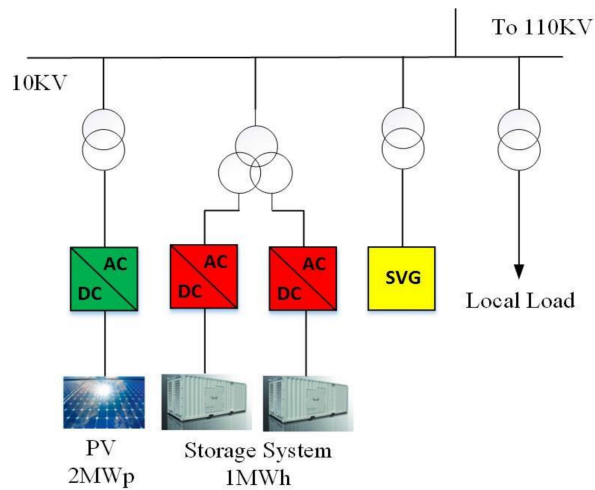 To 110KV
10KV
AC
DC
AC
DC
AC
DC
SVG
Local Load
PV
2MWp
Storage System
1MWh